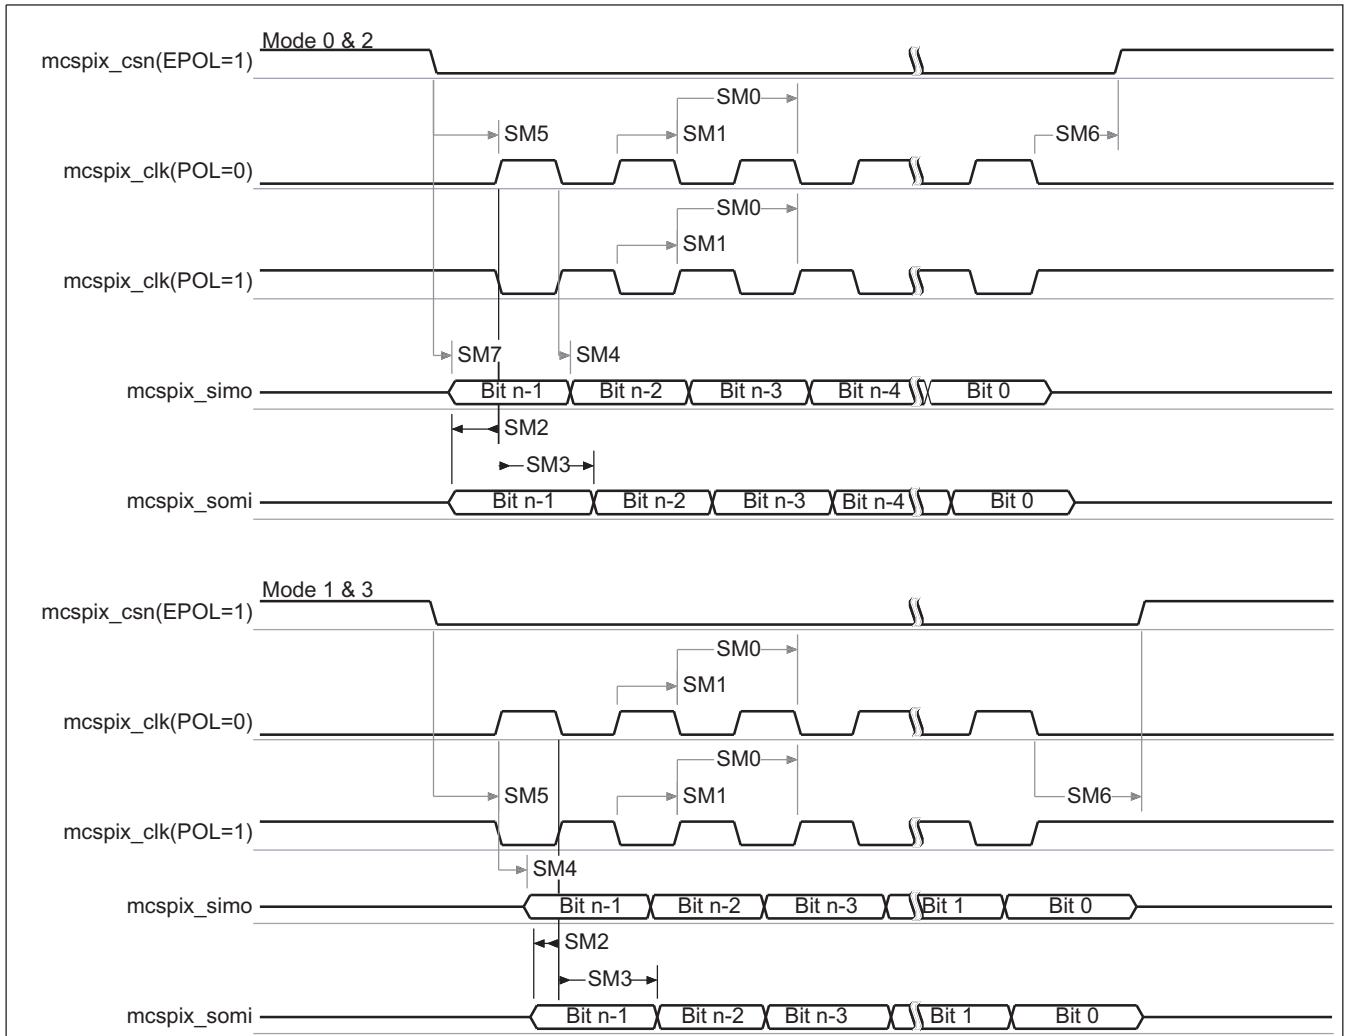 Mode 0 & 2
mcspix_csn(EPOL=1)
SM0
SM5
SM1
SM6
mcspix_clk(POL=0)
SM0
SM1
mcspix_clk(POL=1)
SM7
SM4
mcspix_simo
Bit n-1
Bit n-2
Bit n-3
Bit n-4
Bit 0
SM2
SM3
mcspix_somi
Bit n-1
Bit n-2
Bit n-3
Bit n-4
Bit 0
Mode 1 & 3
mcspix_csn(EPOL=1)
SM0
SM1
mcspix_clk(POL=0)
SM0
SM5
SM1
SM6
mcspix_clk(POL=1)
SM4
mcspix_simo
Bit n-1
Bit n-2
Bit n-3
Bit 1
Bit 0
SM2
SM3
mcspix_somi
Bit n-1
Bit n-2
Bit n-3
Bit 1
Bit 0